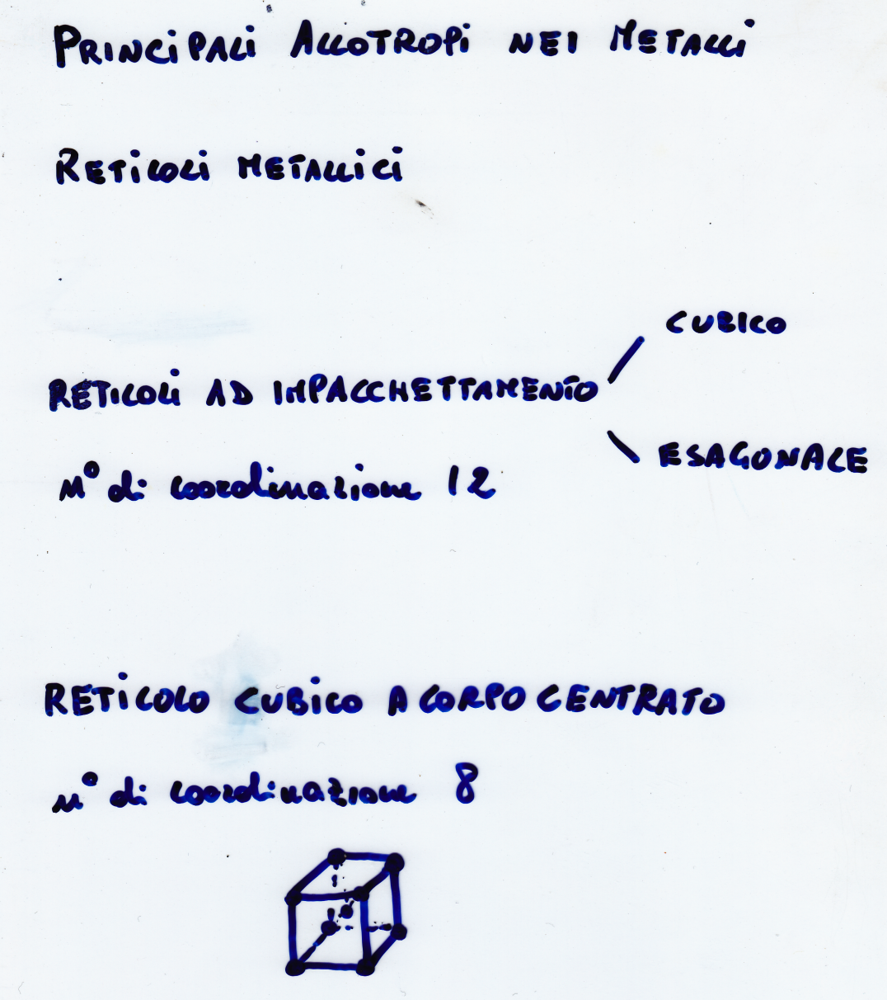 PRINCIPALI ALLOTROPI NEI METALLI
RETICOLI METALLICI
CUBICO
RETICOLI AD IMPACCHETTAMENTO
ESAGONALE
n° di coordinazione 12
RETICOLO CUBICO A CORPO CENTRATO
n° di coordinazione 8